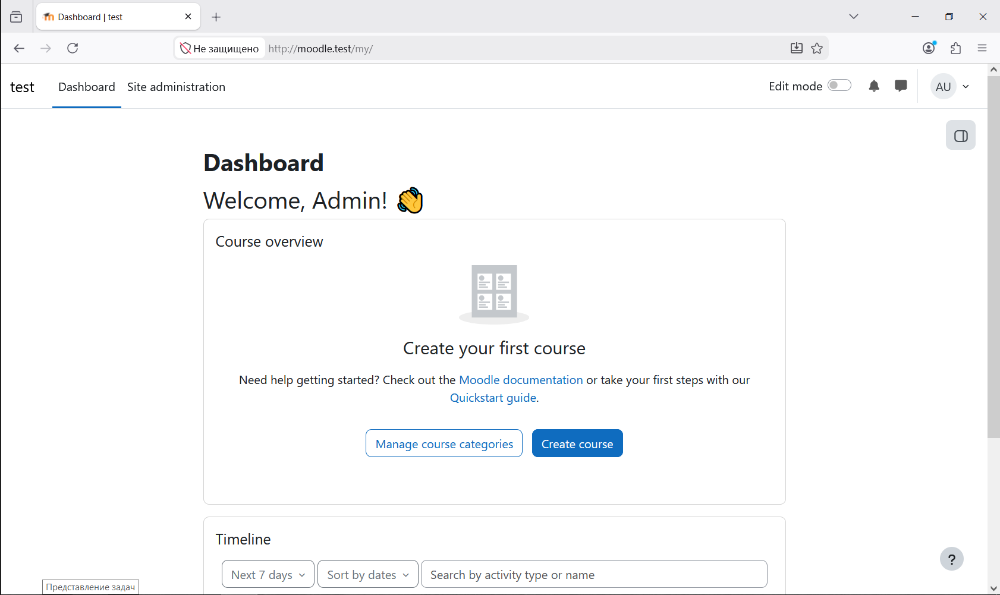 Dashboard | test
Не защищено http://moodle.test/my/
test Dashboard Site administration Edit mode AU
Dashboard
Welcome, Admin! 👋
Course overview
Create your first course
Need help getting started? Check out the Moodle documentation or take your first steps with our
Quickstart guide.
Manage course categories Create course
Timeline
Next 7 days Sort by dates Search by activity type or name
?
Представление задач